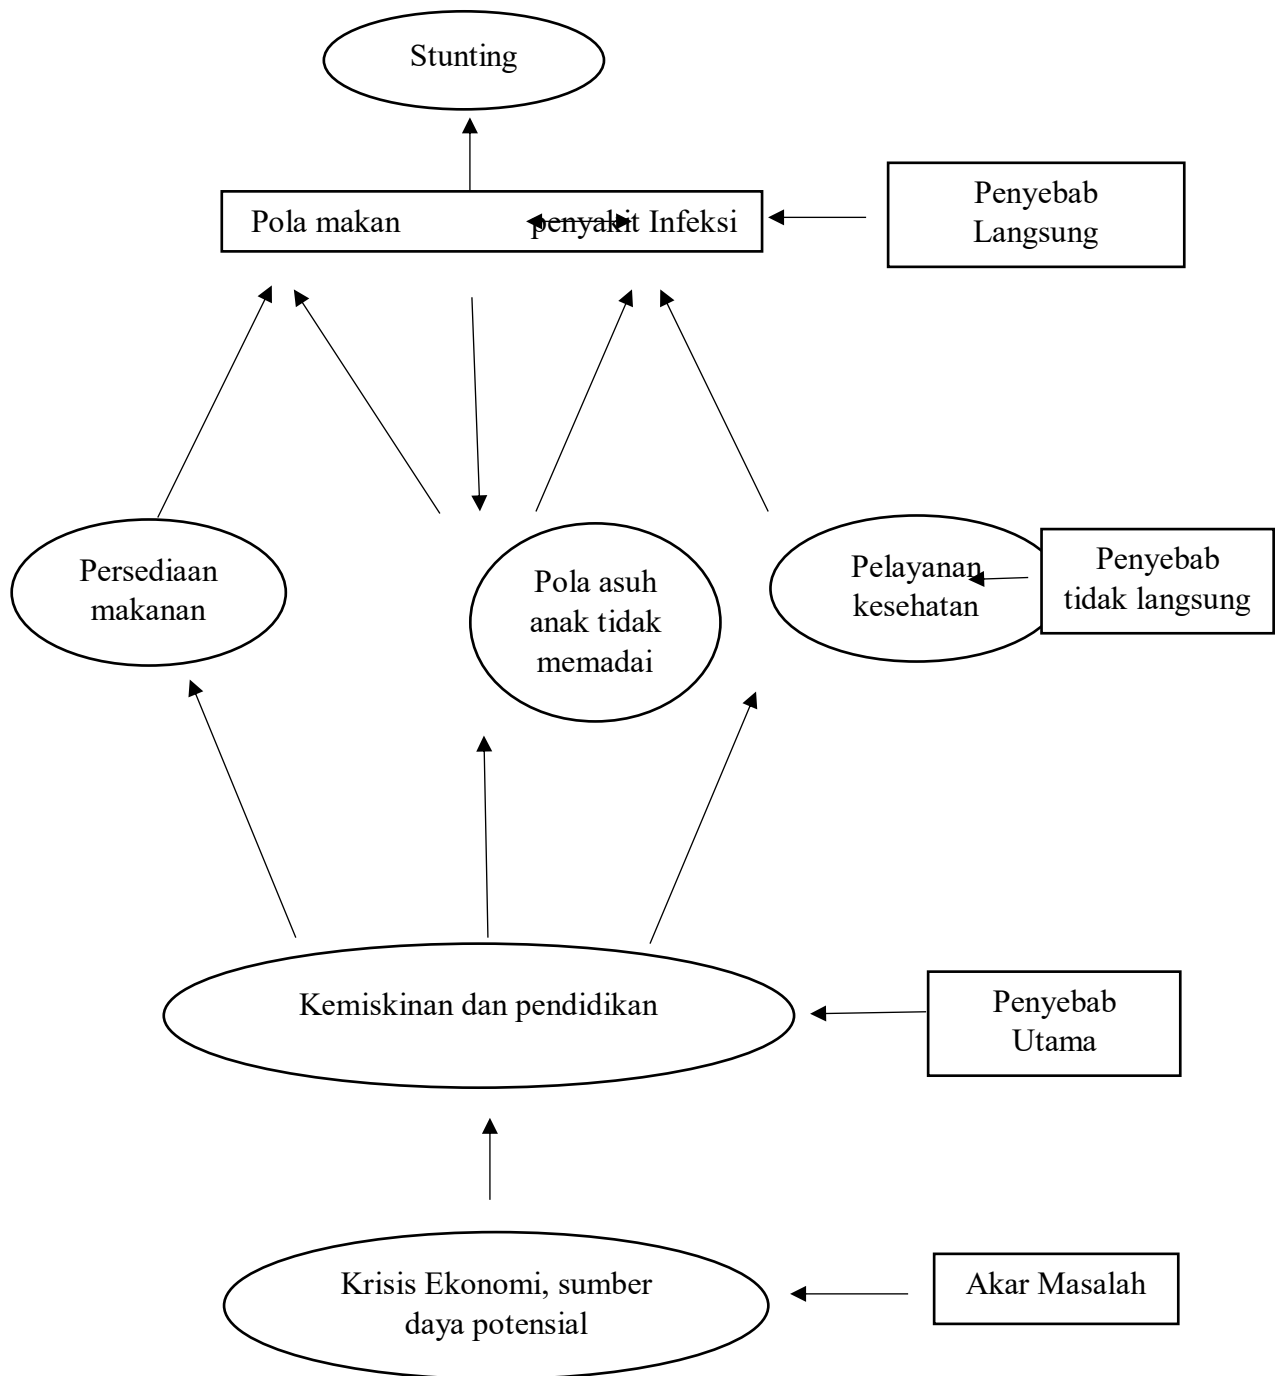 Stunting
Pola makan penyakit Infeksi
Penyebab
Langsung
Persediaan
makanan
Pola asuh
anak tidak
memadai
Pelayanan
kesehatan
Penyebab
tidak langsung
Kemiskinan dan pendidikan
Penyebab
Utama
Krisis Ekonomi, sumber
daya potensial
Akar Masalah